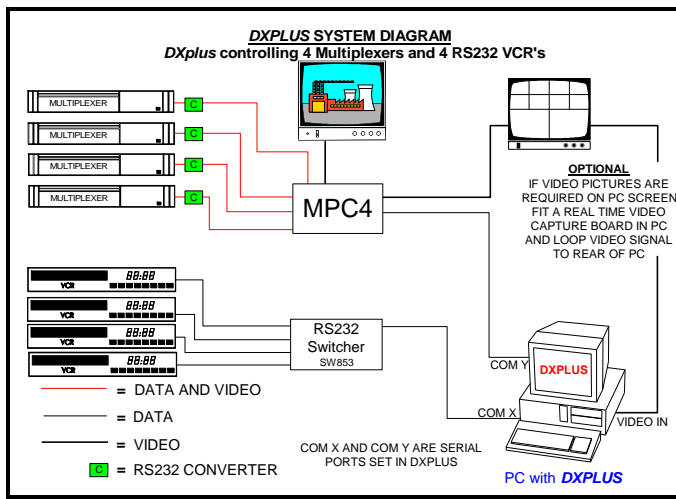 DXPLUS SYSTEM DIAGRAM
DXplus controlling 4 Multiplexers and 4 RS232 VCR's
MULTIPLEXER
C
MULTIPLEXER
C
MULTIPLEXER
C
MULTIPLEXER
C
MPC4
OPTIONAL
IF VIDEO PICTURES ARE
REQUIRED ON PC SCREEN
FIT A REAL TIME VIDEO
CAPTURE BOARD IN PC
AND LOOP VIDEO SIGNAL
TO REAR OF PC
88:88
VCR
88:88
VCR
88:88
VCR
88:88
VCR
RS232
Switcher
SW853
COM Y
DXPLUS
COM X
VIDEO IN
= DATA AND VIDEO
= DATA
= VIDEO
C = RS232 CONVERTER
COM X AND COM Y ARE SERIAL
PORTS SET IN DXPLUS
PC with DXPLUS